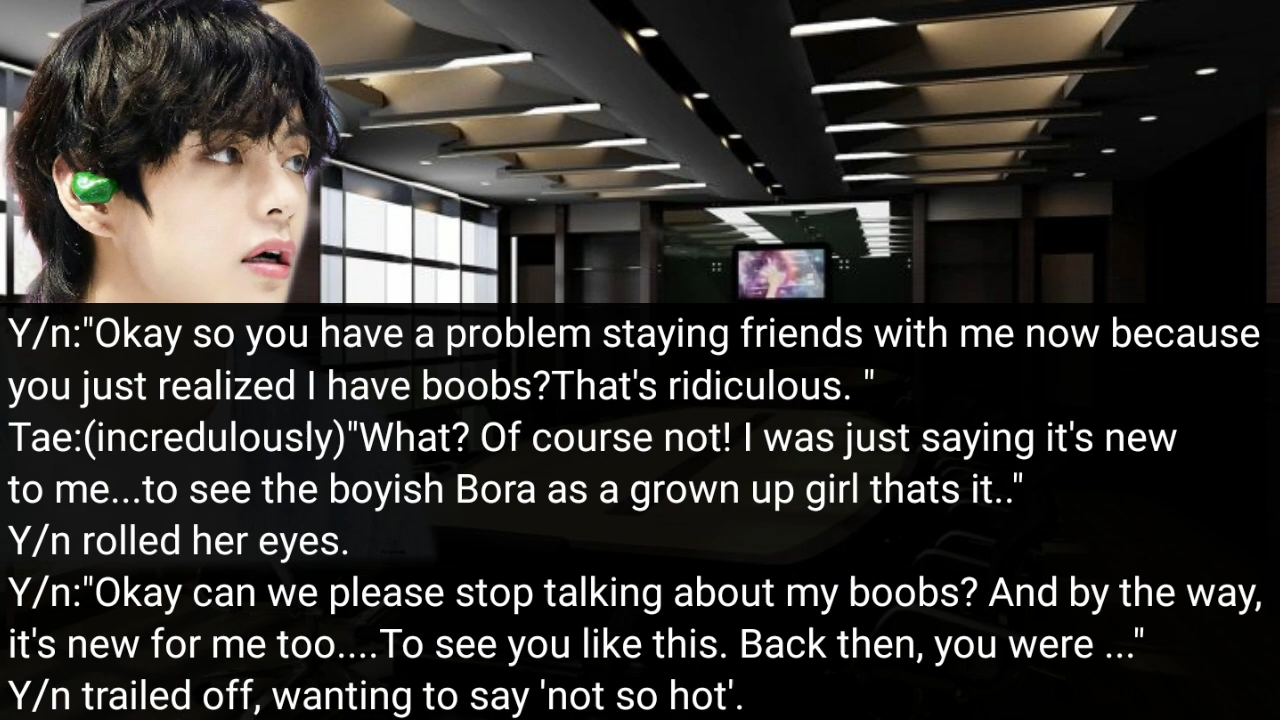 Y/n:"Okay so you have a problem staying friends with me now because
you just realized I have boobs?That's ridiculous. "
Tae:(incredulously)"What? Of course not! I was just saying it's new
to me...to see the boyish Bora as a grown up girl thats it.."
Y/n rolled her eyes.
Y/n:"Okay can we please stop talking about my boobs? And by the way,
it's new for me too....To see you like this. Back then, you were ..."
Y/n trailed off, wanting to say 'not so hot'.